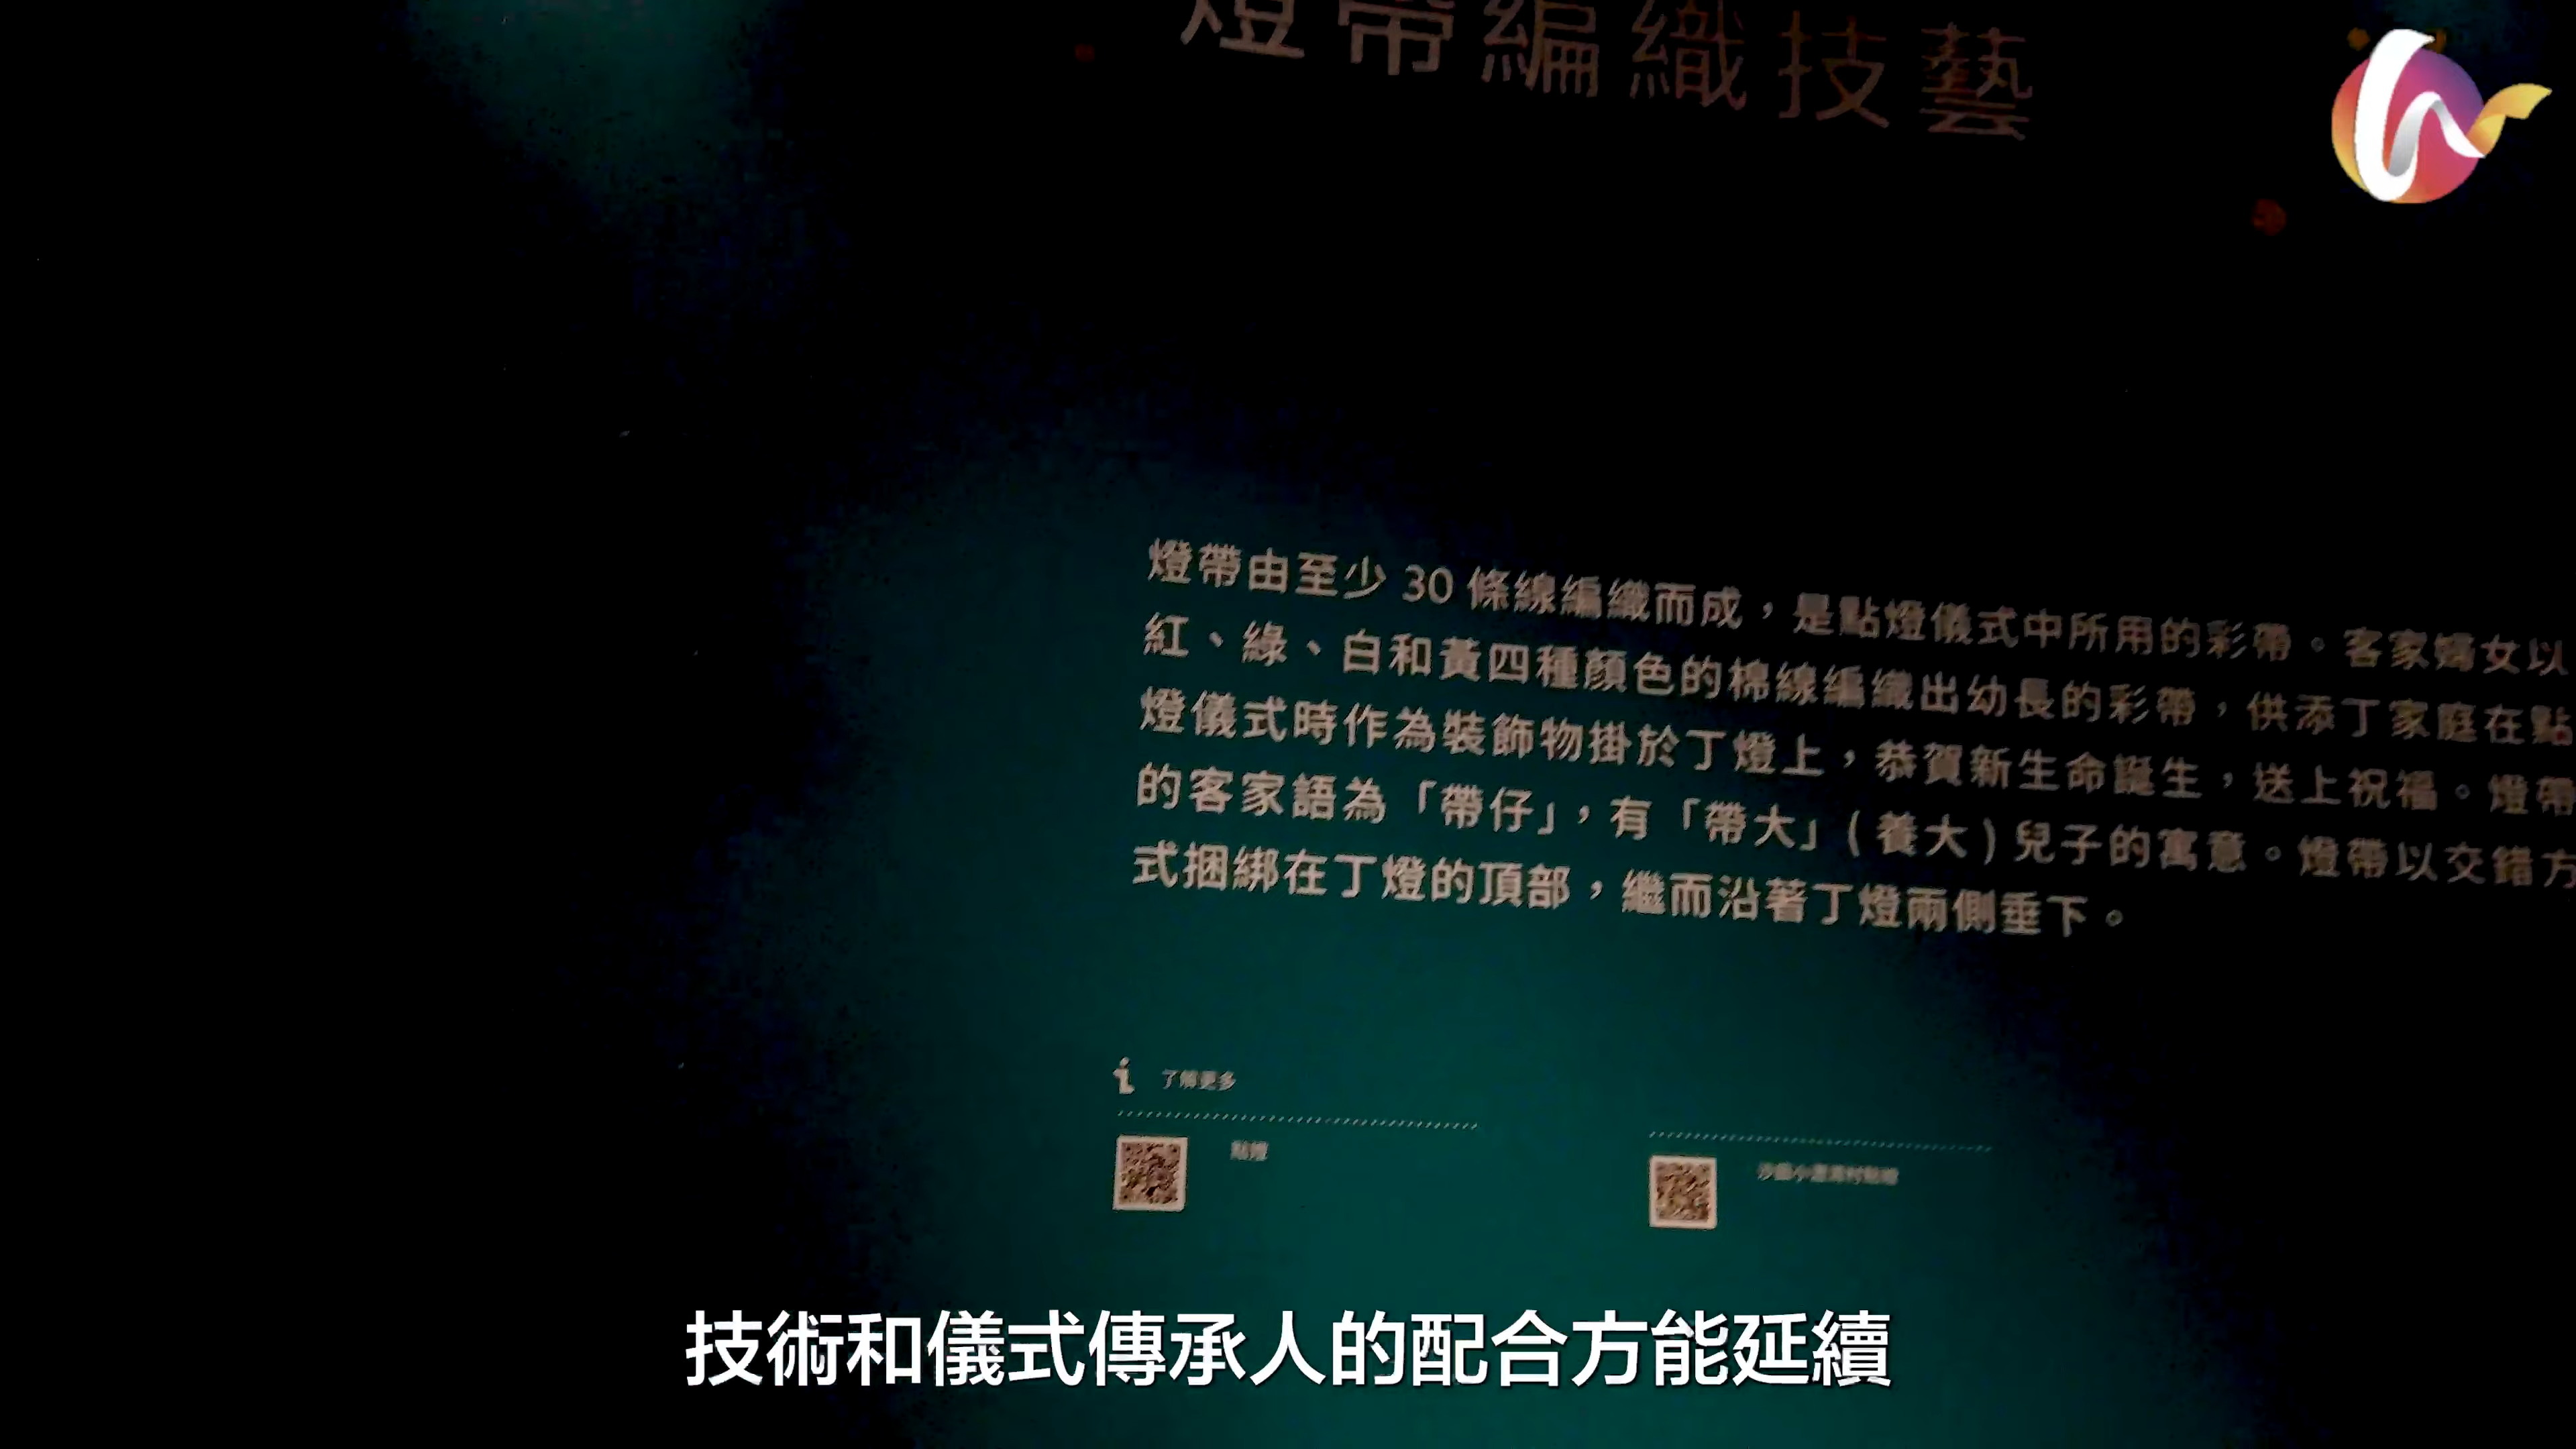 燈帶編織技藝
燈帶由至少 30 條線編織而成，是點燈儀式中所用的彩帶。客家婦女以
紅、綠、白和黃四種顏色的棉線編織出幼長的彩帶，供添丁家庭在點
燈儀式時作為裝飾物掛於丁燈上，恭賀新生命誕生，送上祝福。燈帶
的客家語為「帶仔」，有「帶大」(養大)兒子的寓意。燈帶以交錯方
式捆綁在丁燈的頂部，繼而沿著丁燈兩側垂下。
i 了解更多
點燈
技術和儀式傳承人的配合方能延續